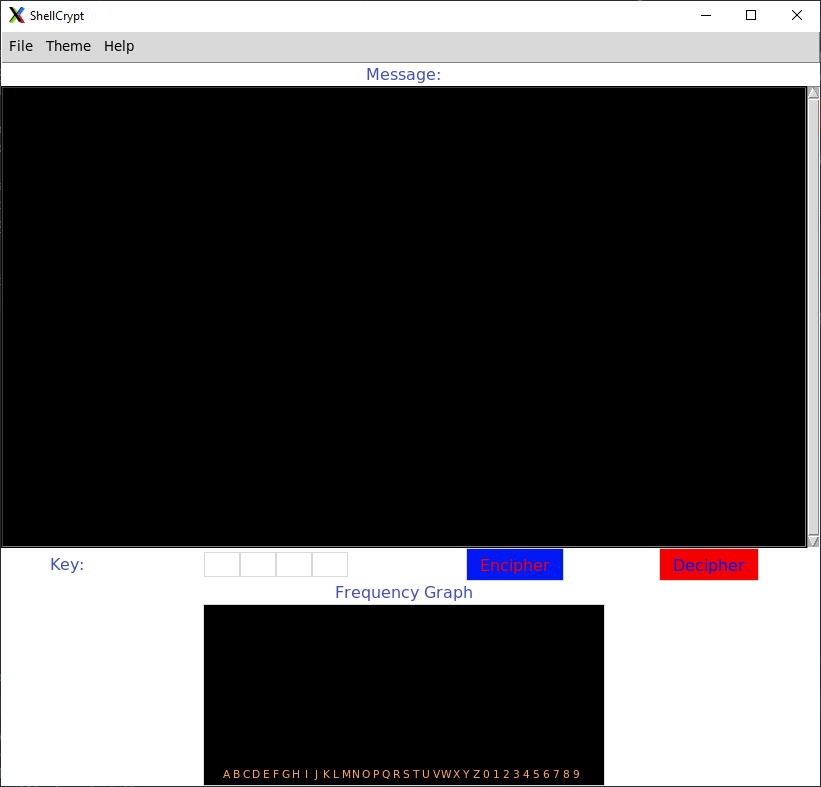 ShellCrypt
File Theme Help
Message:
Key: Encipher Decipher
Frequency Graph
A B C D E F G H I J K L M N O P Q R S T U V W X Y Z 0 1 2 3 4 5 6 7 8 9